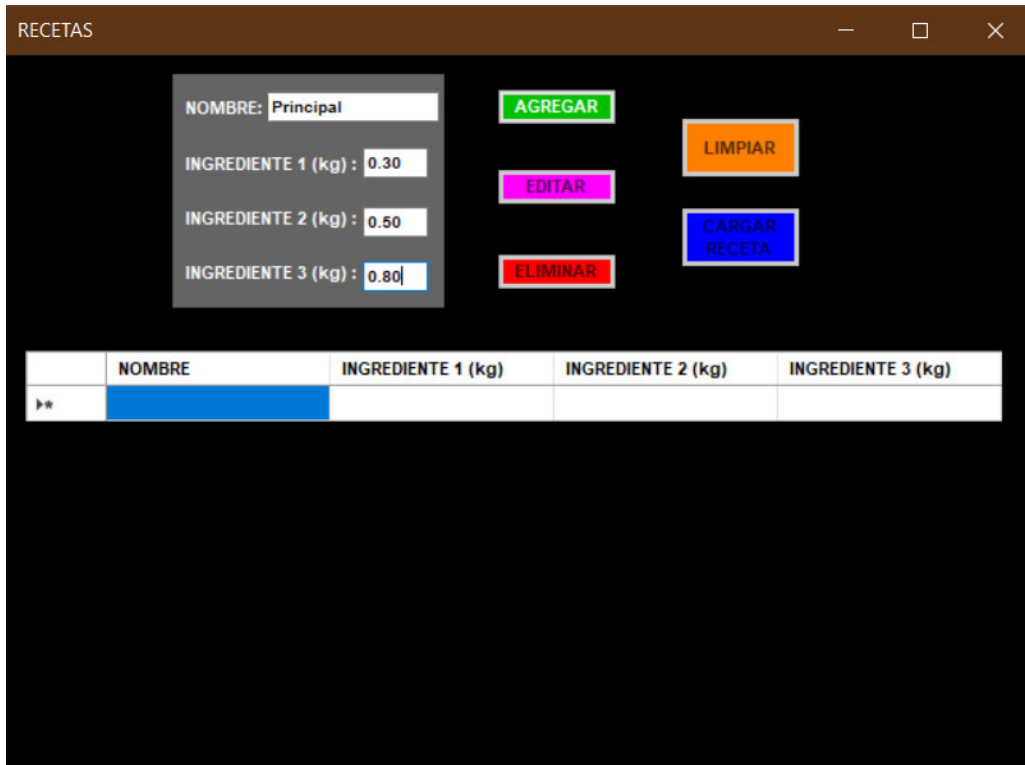 RECETAS
NOMBRE: Principal
AGREGAR
INGREDIENTE 1 (kg) : 0.30
LIMPIAR
EDITAR
INGREDIENTE 2 (kg) : 0.50
CARGAR
RECETA
INGREDIENTE 3 (kg) : 0.80
ELIMINAR
NOMBRE INGREDIENTE 1 (kg) INGREDIENTE 2 (kg) INGREDIENTE 3 (kg)